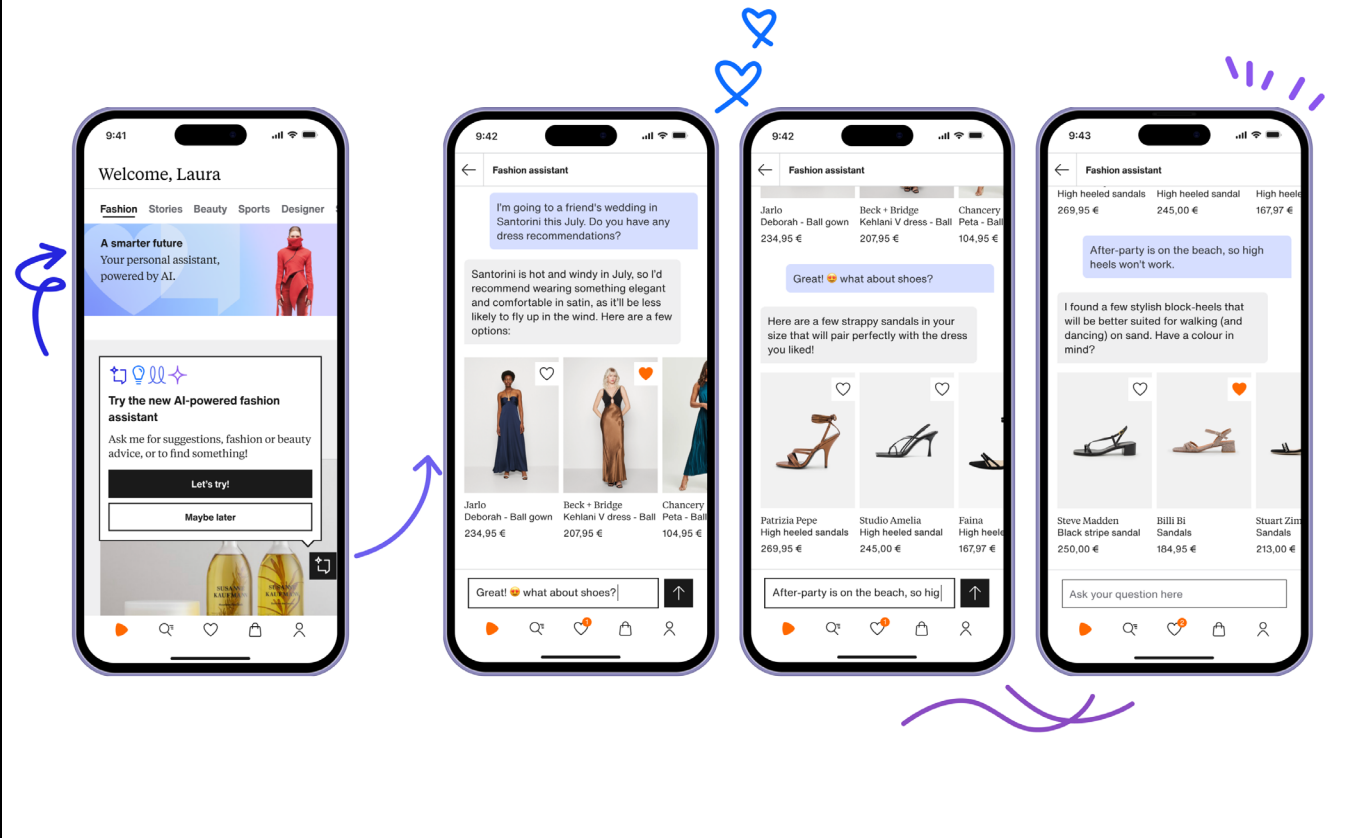 9:41
Welcome, Laura
Fashion Stories Beauty Sports Designer
A smarter future
Your personal assistant,
powered by AI.
Try the new AI-powered fashion
assistant
Ask me for suggestions, fashion or beauty
advice, or to find something!
Let's try!
Maybe later
9:42
Fashion assistant
I'm going to a friend's wedding in
Santorini this July. Do you have any
dress recommendations?
Santorini is hot and windy in July, so I'd
recommend wearing something elegant
and comfortable in satin, as it'll be less
likely to fly up in the wind. Here are a few
options:
Jarlo
Deborah - Ball gown
234,95 €
Beck + Bridge
Kehlani V dress - Ball
207,95 €
Chancery
Peta - Ball
104,95 €
Great! 😍 what about shoes?
1
9:42
Fashion assistant
Jarlo
Deborah - Ball gown
234,95 €
Beck + Bridge
Kehlani V dress - Ball
207,95 €
Chancery
Peta - Ball
104,95 €
Great! 😍 what about shoes?
Here are a few strappy sandals in your
size that will pair perfectly with the dress
you liked!
Patrizia Pepe
High heeled sandals
269,95 €
Studio Amelia
High heeled sandal
245,00 €
Faina
High heele
167,97 €
After-party is on the beach, so hig
1
9:43
Fashion assistant
High heeled sandals
269,95 €
High heeled sandal
245,00 €
High heele
167,97 €
After-party is on the beach, so high
heels won't work.
I found a few stylish block-heels that
will be better suited for walking (and
dancing) on sand. Have a colour in
mind?
Steve Madden
Black stripe sandal
250,00 €
Billi Bi
Sandals
184,95 €
Stuart Zim
Sandals
213,00 €
Ask your question here
2